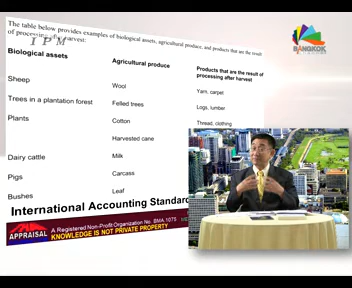 The table below provides examples of biological assets, agricultural produce, and products that are the result
of processing after harvest:
I P M
Biological assets
Agricultural produce
Products that are the result of
processing after harvest
Sheep
Wool
Yarn, carpet
Trees in a plantation forest
Felled trees
Logs, lumber
Plants
Cotton
Thread, clothing
Harvested cane
Dairy cattle
Milk
Pigs
Carcass
Bushes
Leaf
International Accounting Standard
APPRAISAL
A Registered Non-Profit Organization No. BMA.1075
KNOWLEDGE IS NOT PRIVATE PROPERTY
BANGKOK